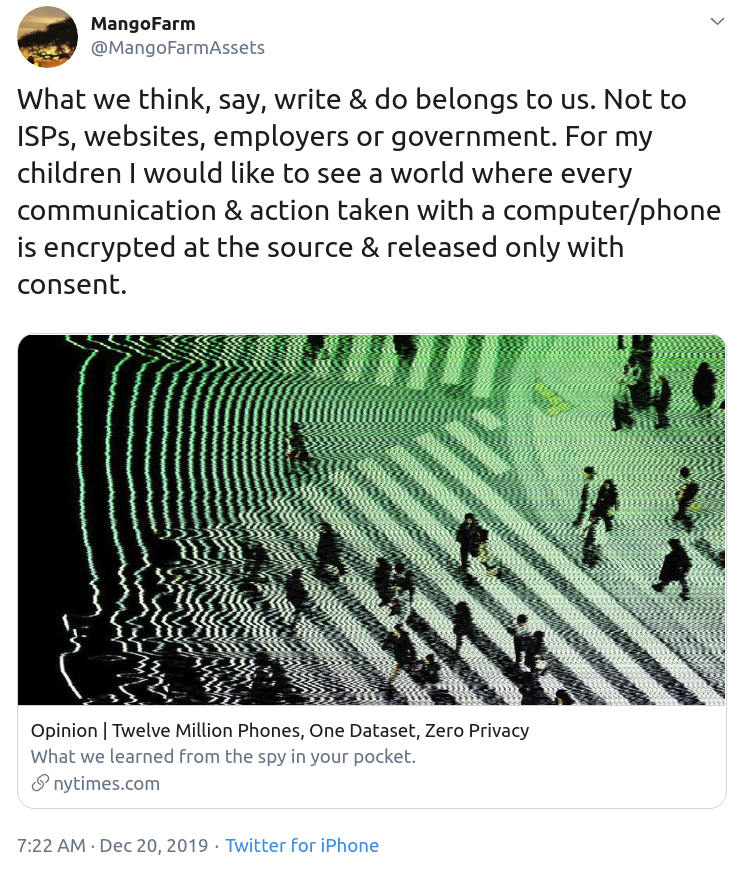 MangoFarm
@MangoFarmAssets
What we think, say, write & do belongs to us. Not to
ISPs, websites, employers or government. For my
children I would like to see a world where every
communication & action taken with a computer/phone
is encrypted at the source & released only with
consent.
Opinion | Twelve Million Phones, One Dataset, Zero Privacy
What we learned from the spy in your pocket.
nytimes.com
7:22 AM · Dec 20, 2019 · Twitter for iPhone